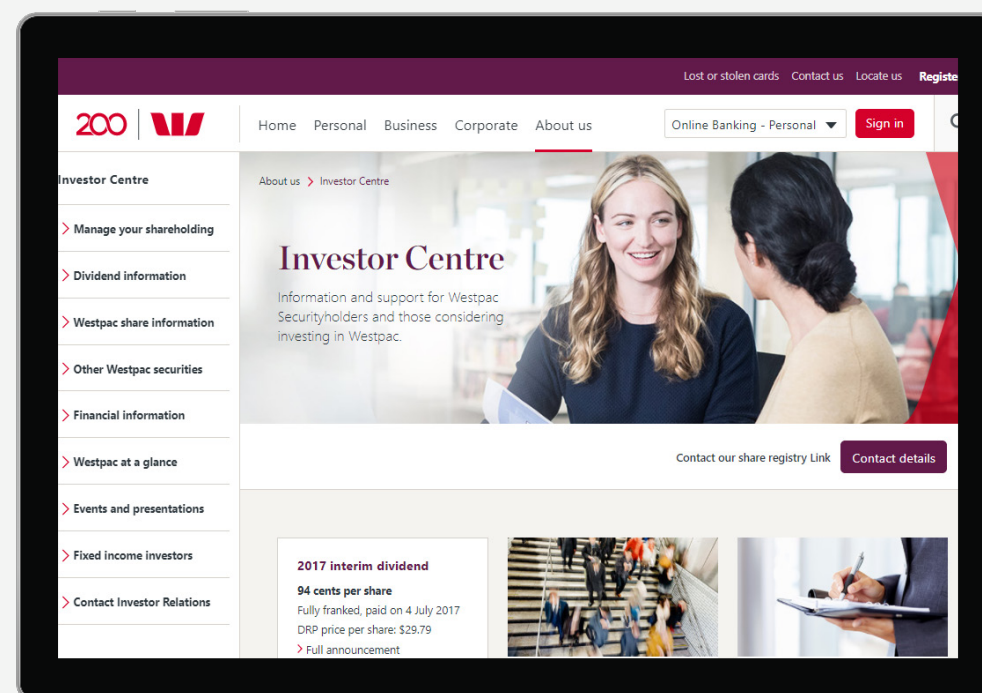 Lost or stolen cards Contact us Locate us
200
Home Personal Business Corporate About us Online Banking - Personal Sign in
Investor Centre
Manage your shareholding
Dividend information
Westpac share information
Other Westpac securities
Financial information
Westpac at a glance
Events and presentations
Fixed income investors
Contact Investor Relations
About us > Investor Centre
Investor Centre
Information and support for Westpac
Securityholders and those considering
investing in Westpac.
Contact our share registry Link Contact details
2017 interim dividend
94 cents per share
Fully franked, paid on 4 July 2017
DRP price per share: $29.79
Full announcement